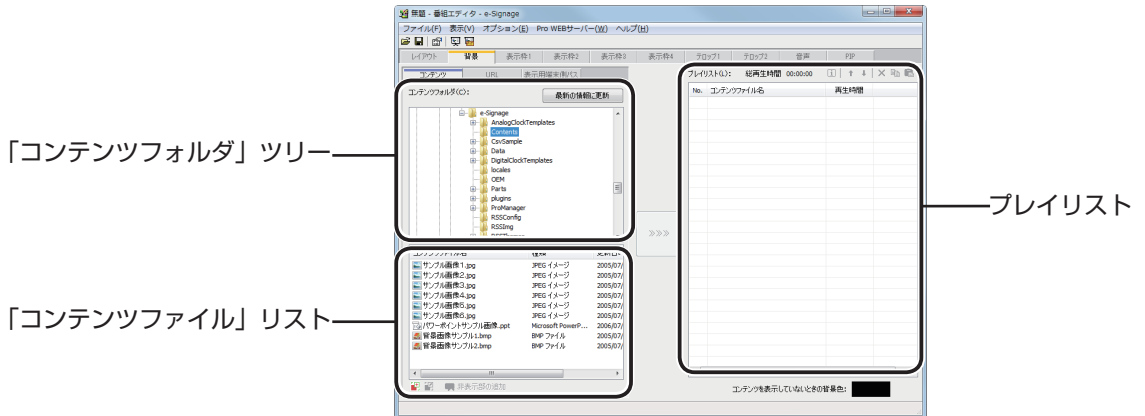 無題 - 番組エディタ - e-Signage
ファイル(F) 表示(V) オプション(E) Pro WEBサーバー(W) ヘルプ(H)
レイアウト 背景 表示枠1 表示枠2 表示枠3 表示枠4 テロップ1 テロップ2 音声 PIP
コンテンツ URL 表示用端末側パス
コンテンツフォルダ(C): 最新の情報に更新
e-Signage
AnalogClockTemplates
Contents
CsvSample
Data
DigitalClockTemplates
locales
OEM
Parts
plugins
ProManager
RSSConfig
RSSImg
「コンテンツフォルダ」ツリー
コンテンツファイル名 種類 更新日
サンプル画像1.jpg JPEG イメージ 2005/07/
サンプル画像2.jpg JPEG イメージ 2005/07/
サンプル画像3.jpg JPEG イメージ 2005/07/
サンプル画像4.jpg JPEG イメージ 2005/07/
サンプル画像5.jpg JPEG イメージ 2005/07/
サンプル画像6.jpg JPEG イメージ 2005/07/
パワーポイントサンプル画像.ppt Microsoft PowerP... 2006/07/
背景画像サンプル1.bmp BMP ファイル 2005/07/
背景画像サンプル2.bmp BMP ファイル 2005/07/
非表示部の追加
「コンテンツファイル」リスト
>>>
プレイリスト(L): 総再生時間 00:00:00
No. コンテンツファイル名 再生時間
プレイリスト
コンテンツを表示していないときの背景色: